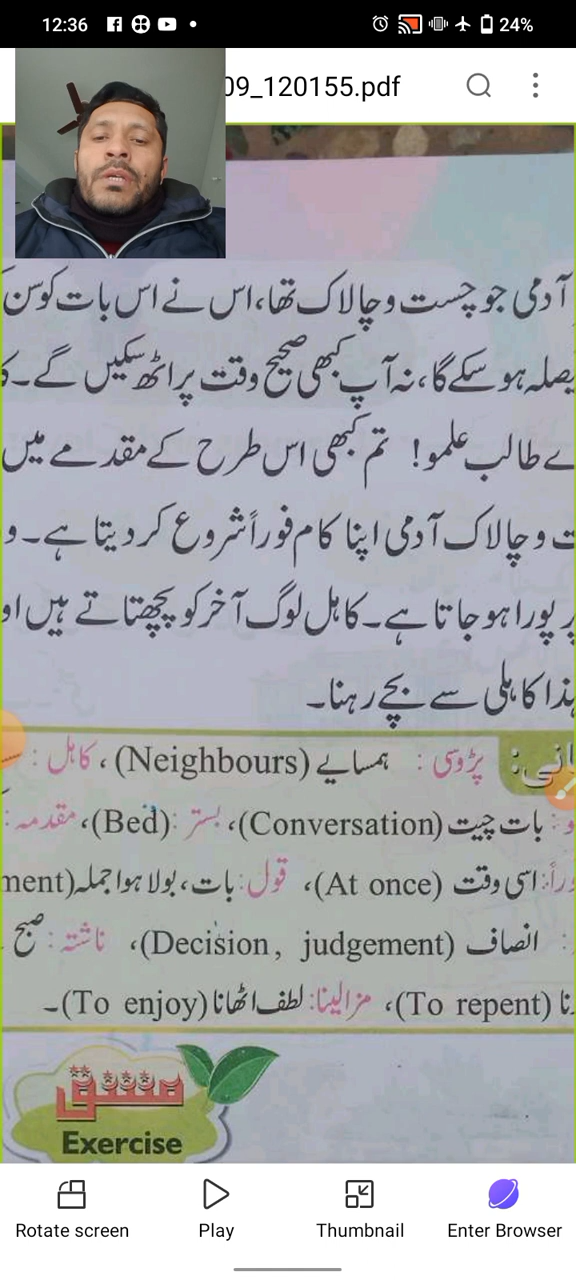 12:36
24%
09_120155.pdf
آدمی جو چست و چالاک تھا، اس نے اس بات کو سن
یصلہ ہو سکے گا، نہ آپ کبھی صحیح وقت پر اٹھ سکیں گے۔
ے طالب علمو! تم کبھی اس طرح کے مقدمے میں
ت و چالاک آدمی اپنا کام فوراً شروع کر دیتا ہے۔ و
ر پورا ہو جاتا ہے۔ کاہل لوگ آخر کو پچھتاتے ہیں او
ہذا کاہلی سے بچے رہنا۔
انی: پڑوسی: ہمسایے (Neighbours)، کاہل:
و: بات چیت (Conversation)، بستر: (Bed)، مقدمہ:
وراً: اسی وقت (At once)، قول: بات، بولا ہوا جملہ (ment
: انصاف (Decision, judgement)، ناشتہ: صبح
نا (To repent)، مزا لینا: لطف اٹھانا (To enjoy)۔
مشق
Exercise
Rotate screen
Play
Thumbnail
Enter Browser